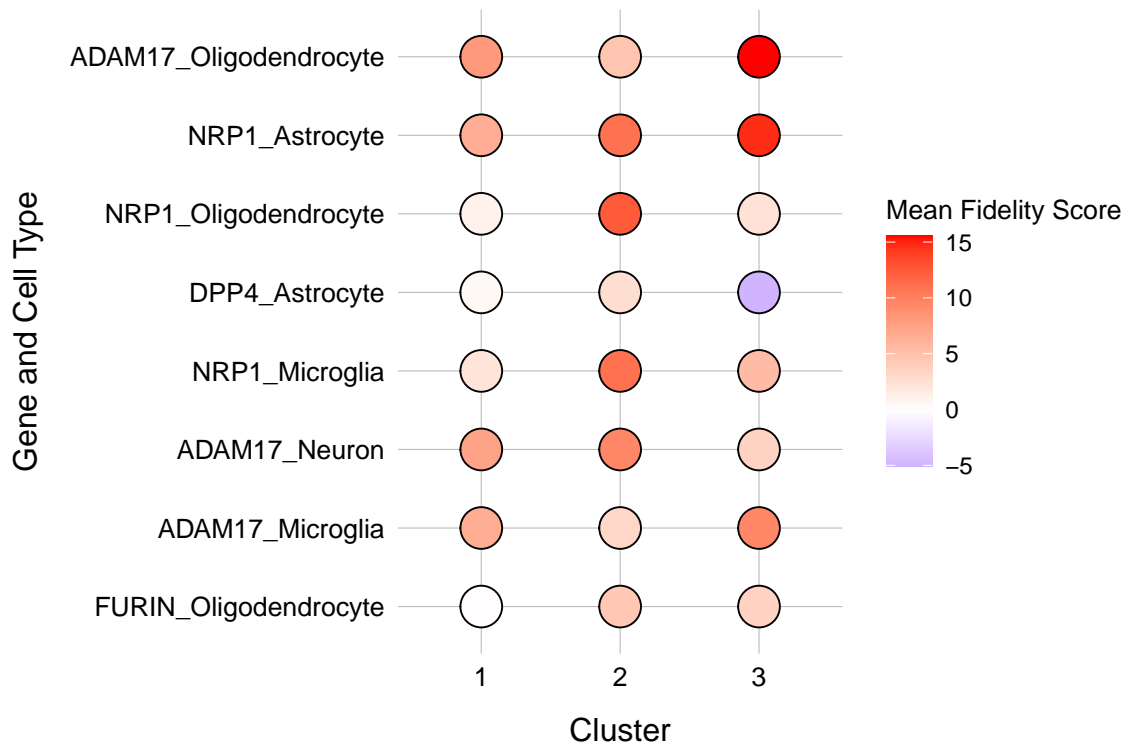 ADAM17_Oligodendrocyte
NRP1_Astrocyte
NRP1_Oligodendrocyte
DPP4_Astrocyte
NRP1_Microglia
ADAM17_Neuron
ADAM17_Microglia
FURIN_Oligodendrocyte
Gene and Cell Type
1 2 3
Cluster
Mean Fidelity Score
15
10
5
0
−5